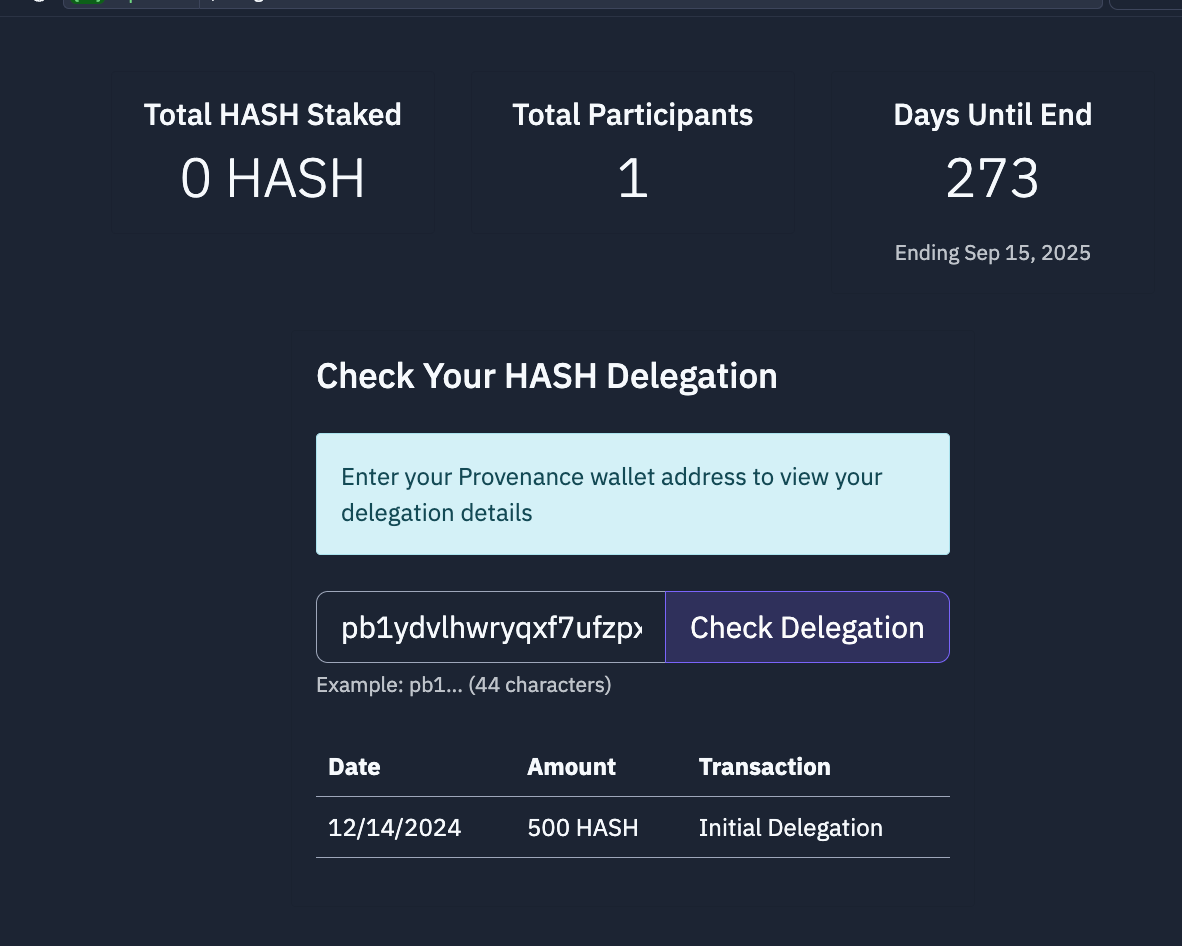 Total HASH Staked
0 HASH
Total Participants
1
Days Until End
273
Ending Sep 15, 2025
Check Your HASH Delegation
Enter your Provenance wallet address to view your
delegation details
pb1ydvlhwryqxf7ufzpx
Check Delegation
Example: pb1... (44 characters)
Date Amount Transaction
12/14/2024 500 HASH Initial Delegation